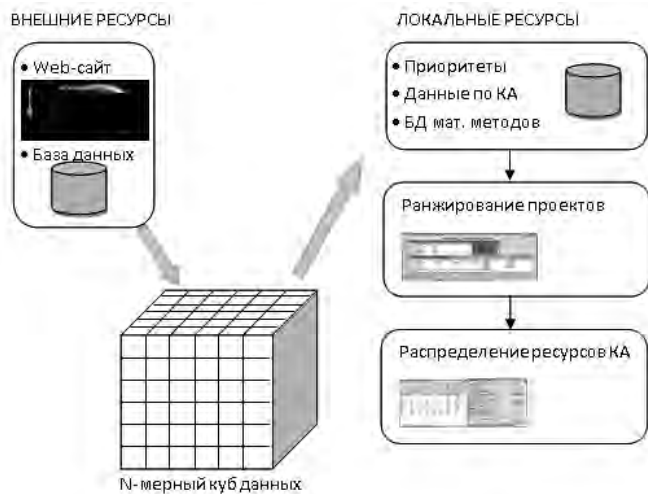 ВНЕШНИЕ РЕСУРСЫ
• Web-сайт
• База данных
N-мерный куб данных
ЛОКАЛЬНЫЕ РЕСУРСЫ
• Приоритеты
• Данные по КА
• БД мат. методов
Ранжирование проектов
Распределение ресурсов КА